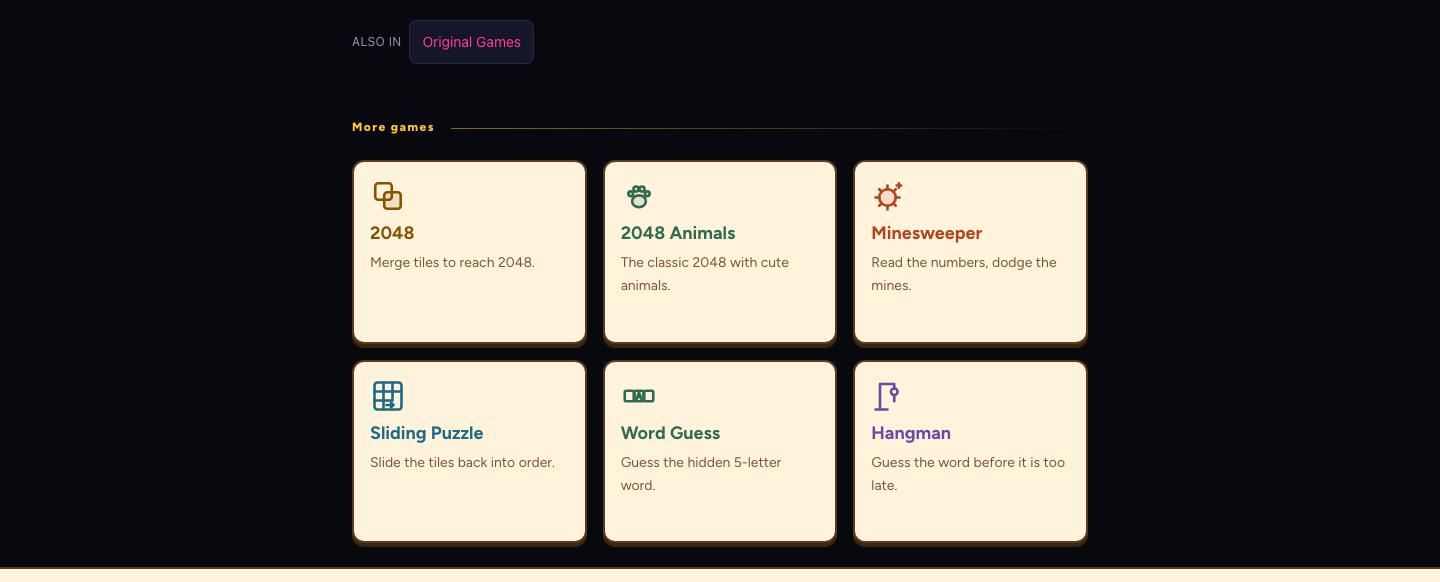 ALSO IN
Original Games
More games
2048
Merge tiles to reach 2048.
2048 Animals
The classic 2048 with cute
animals.
Minesweeper
Read the numbers, dodge the
mines.
Sliding Puzzle
Slide the tiles back into order.
Word Guess
Guess the hidden 5-letter
word.
Hangman
Guess the word before it is too
late.